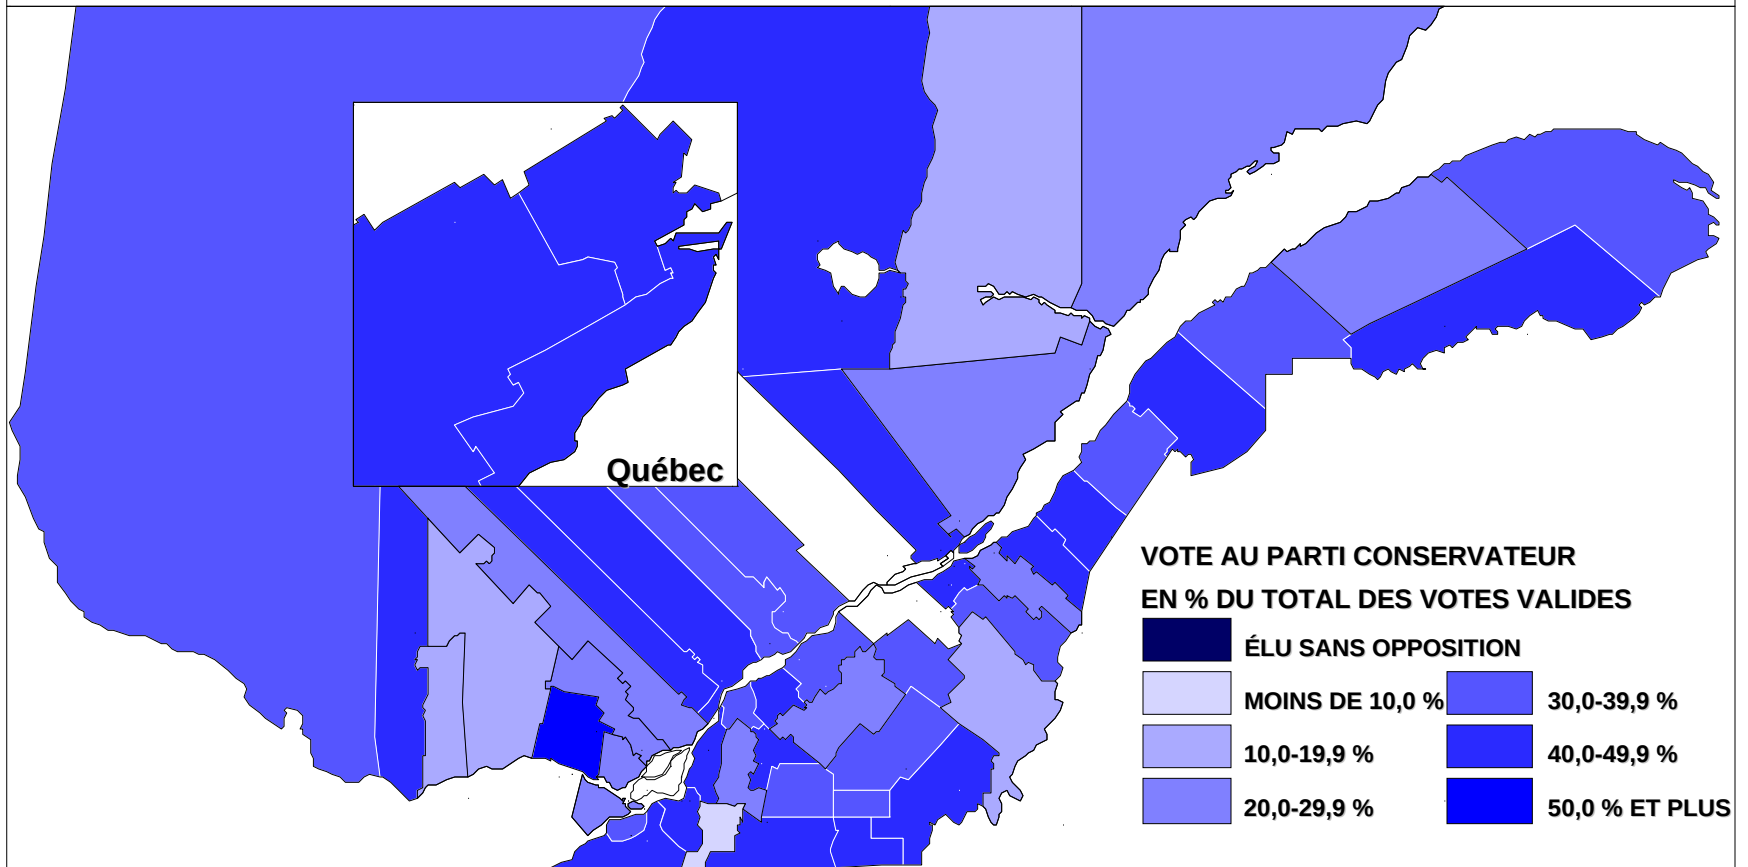 Québec
VOTE AU PARTI CONSERVATEUR
EN % DU TOTAL DES VOTES VALIDES
ÉLU SANS OPPOSITION
MOINS DE 10,0 %
30,0-39,9 %
10,0-19,9 %
40,0-49,9 %
20,0-29,9 %
50,0 % ET PLUS